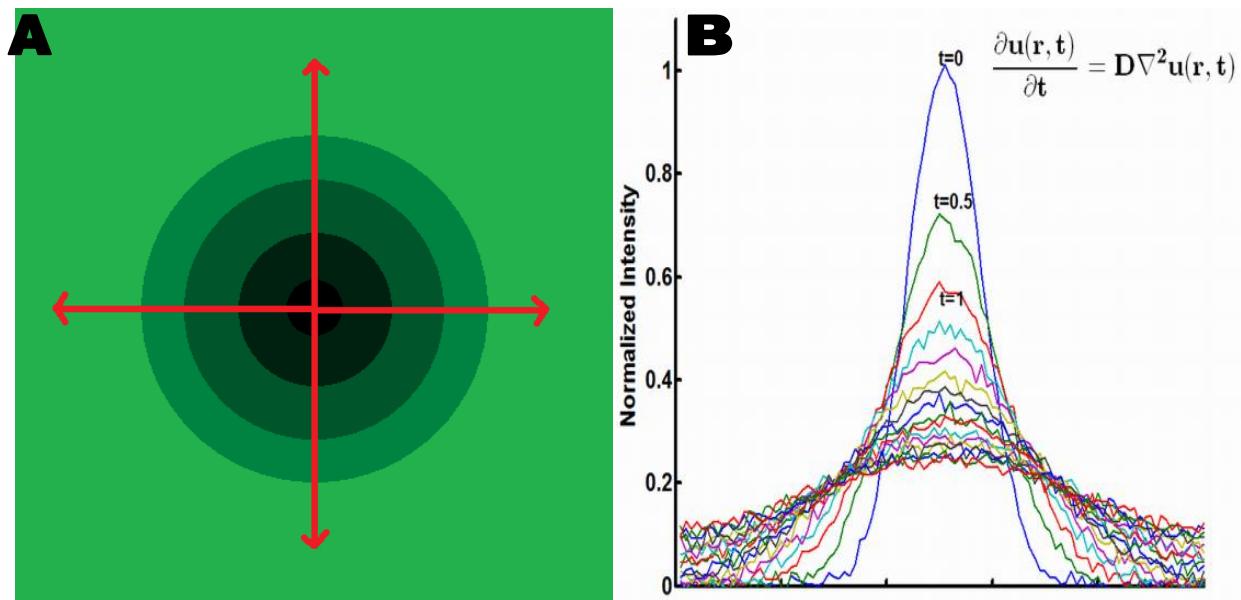 A
B
t=0
∂u(r,t)
∂t
= D∇²u(r,t)
1
t=0.5
0.8
0.6
t=1
0.4
0.2
0
Normalized Intensity